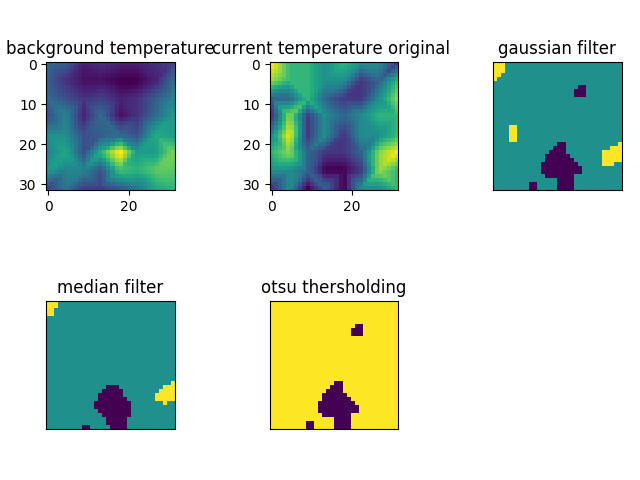 background temperature
current temperature original
gaussian filter
0
10
20
30
0
20
0
10
20
30
0
20
median filter
otsu thersholding